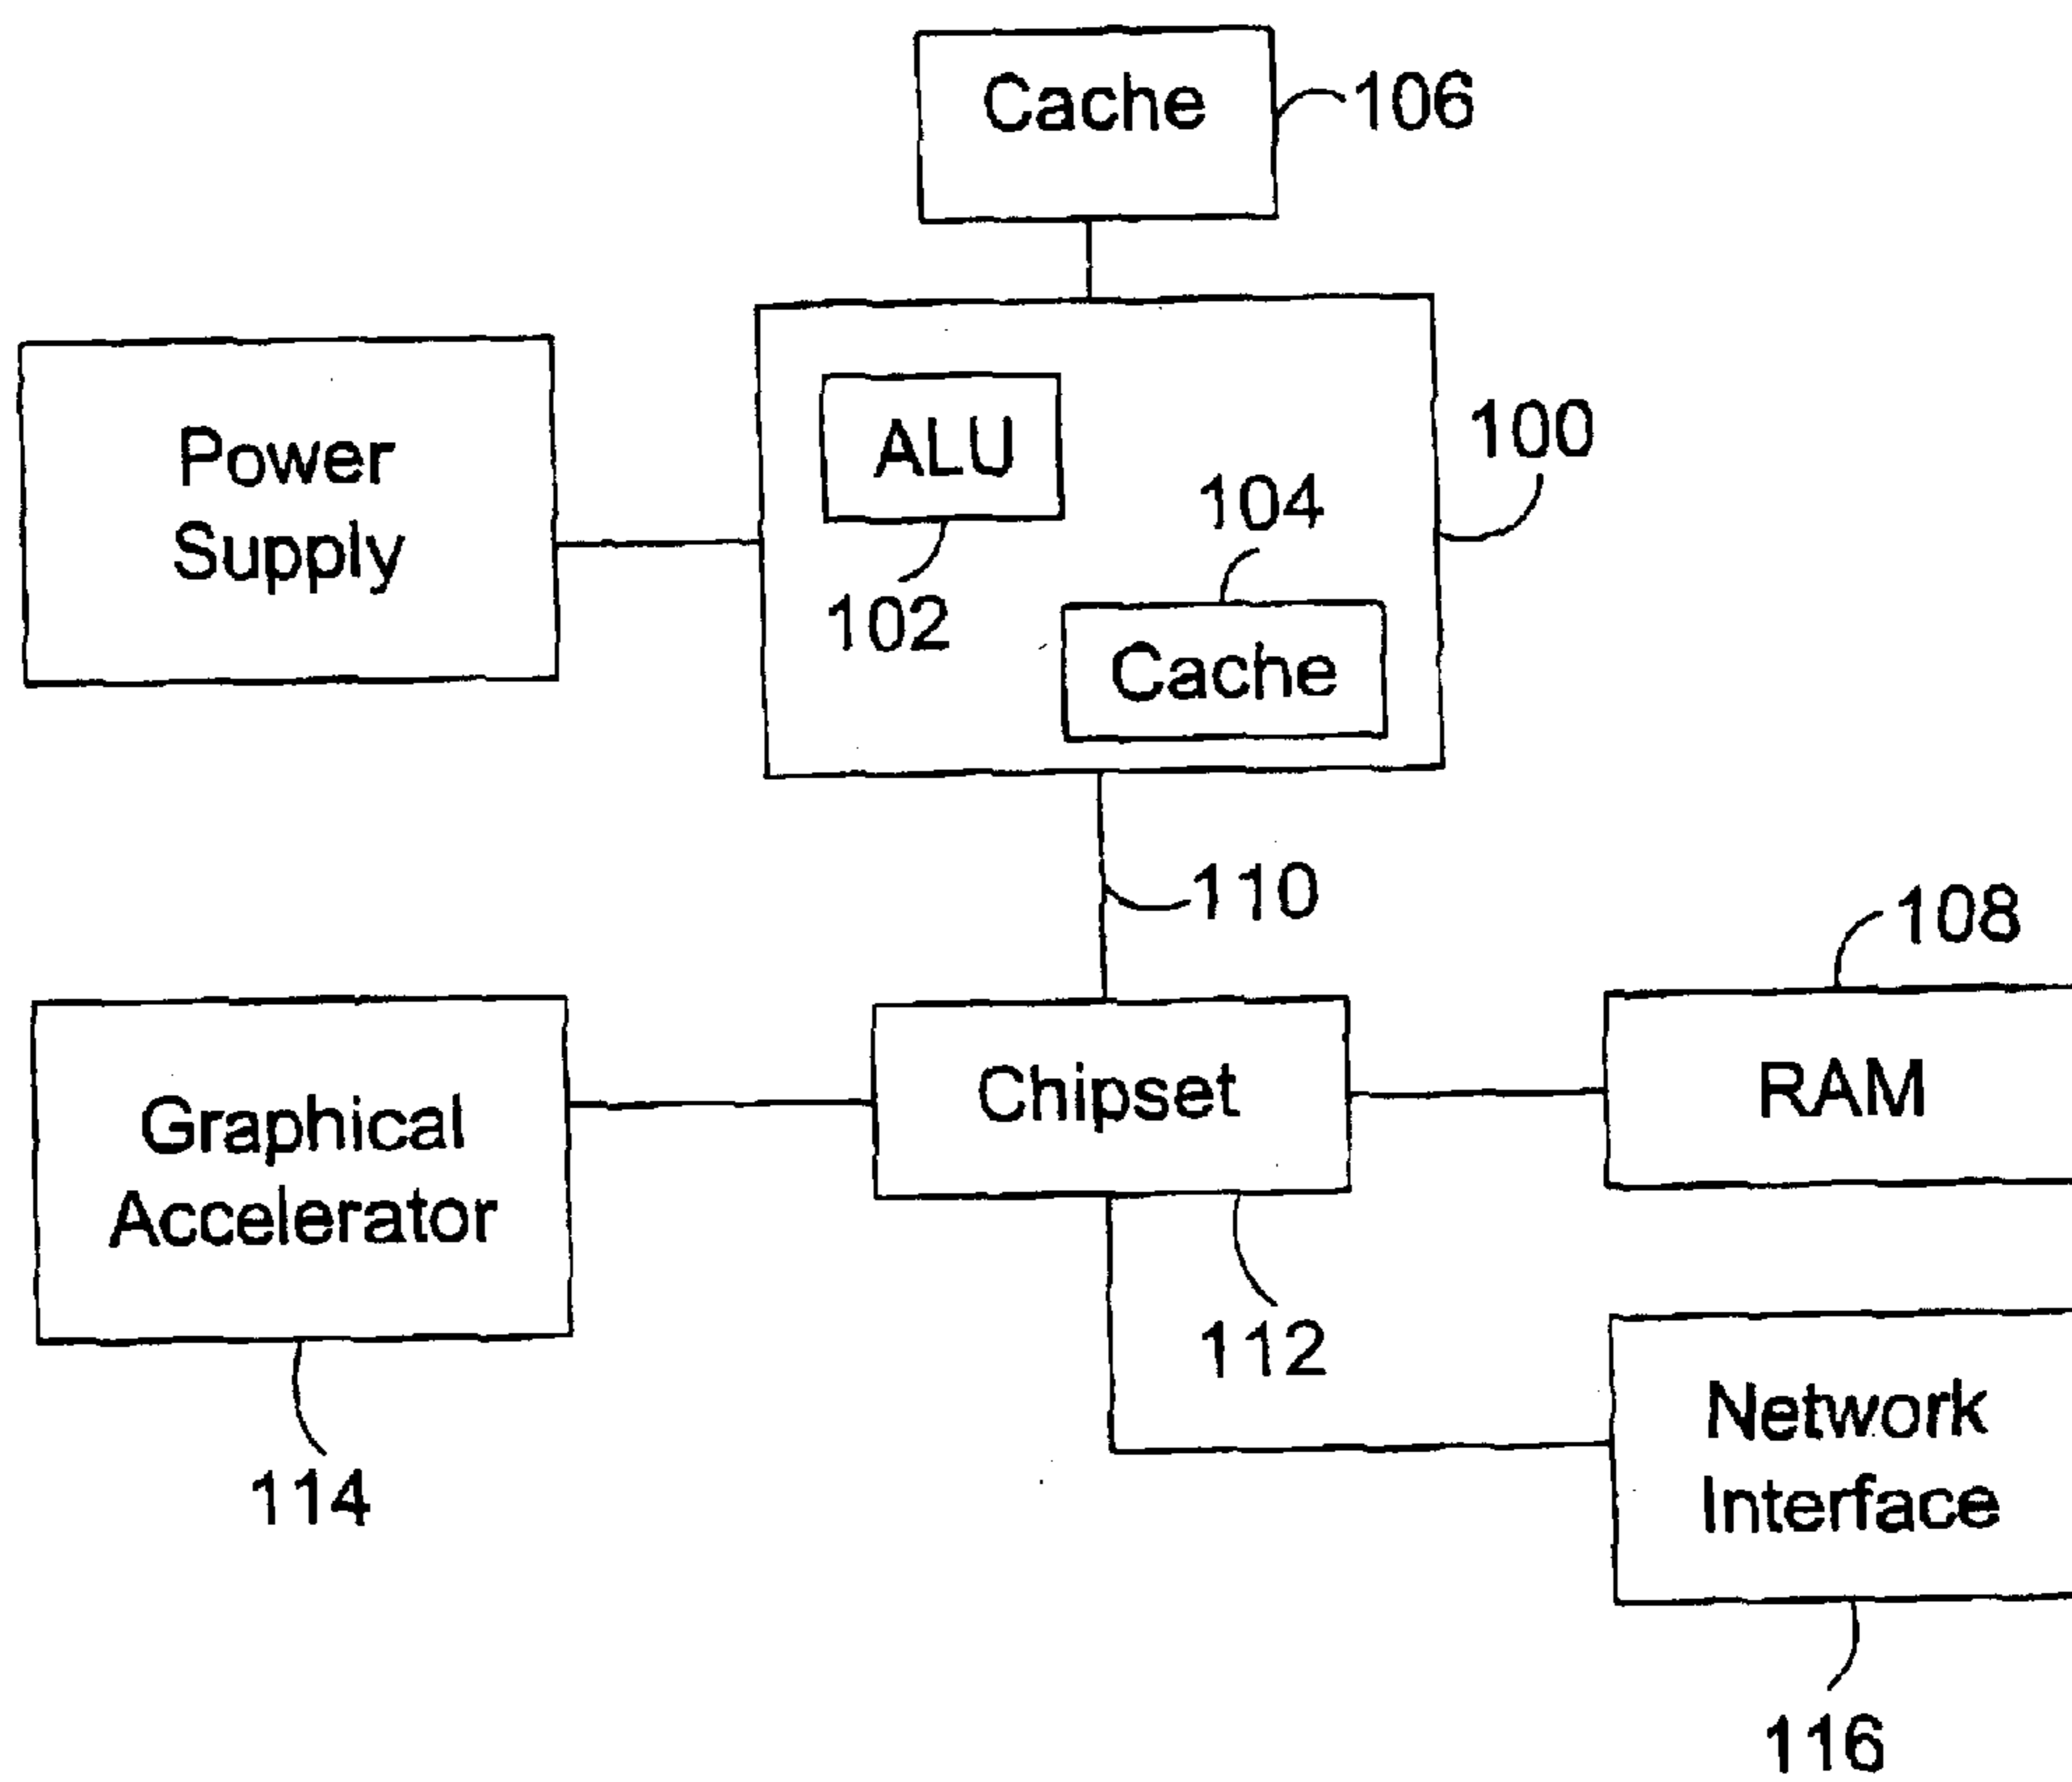 Cache
106
Power
Supply
ALU
100
104
102
Cache
110
108
Graphical
Accelerator
Chipset
RAM
112
114
Network
Interface
116